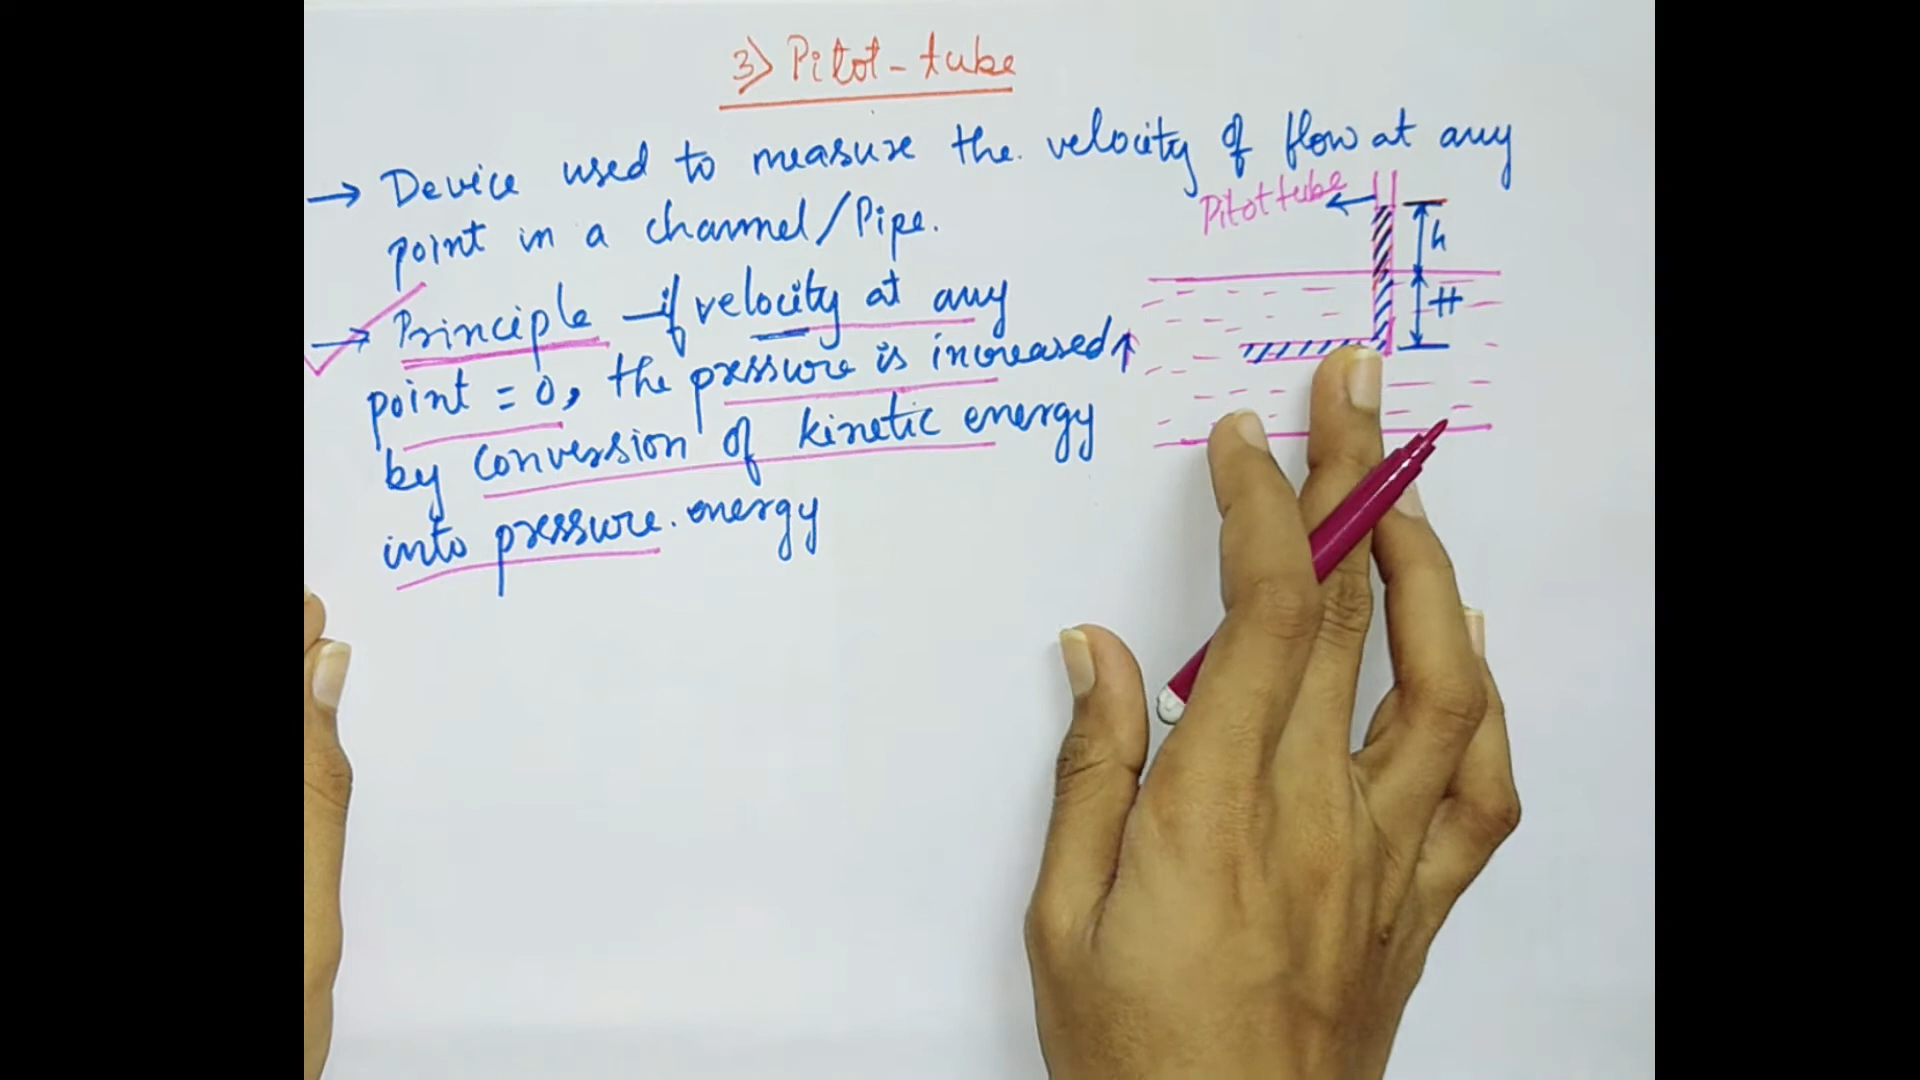 3) Pitot-tube
→ Device used to measure the velocity of flow at any
point in a channel/Pipe.
Pitot tube
h
H
→ Principle - if velocity at any
point = 0, the pressure is increased ↑
by conversion of kinetic energy
into pressure energy